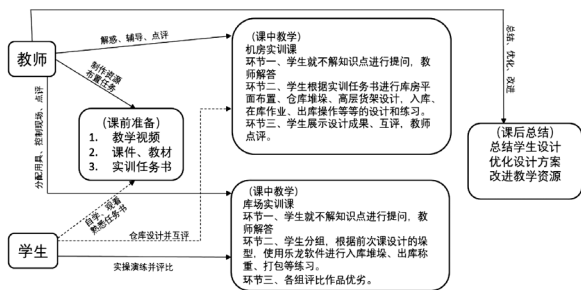 教师
解惑、辅导、点评
制作资源
布置任务
分配用具、控制现场、点评
（课前准备）
1. 教学视频
2. 课件、教材
3. 实训任务书
自学、观看
熟悉任务书
学生
仓库设计并互评
实操演练并评比
（课中教学）
机房实训课
环节一、学生就不解知识点进行提问，教
师解答
环节二、学生根据实训任务书进行库房平
面布置、仓库堆垛、高层货架设计，入库、
在库作业、出库操作等等的设计和练习。
环节三、学生展示设计成果、互评，教师
点评。
（课中教学）
库场实训课
环节一、学生就不解知识点进行提问，教
师解答
环节二、学生分组，根据前次课设计的垛
型，使用乐龙软件进行入库堆垛、出库称
重、打包等练习。
环节三、各组评比作品优劣。
总结、优化、改进
（课后总结）
总结学生设计
优化设计方案
改进教学资源